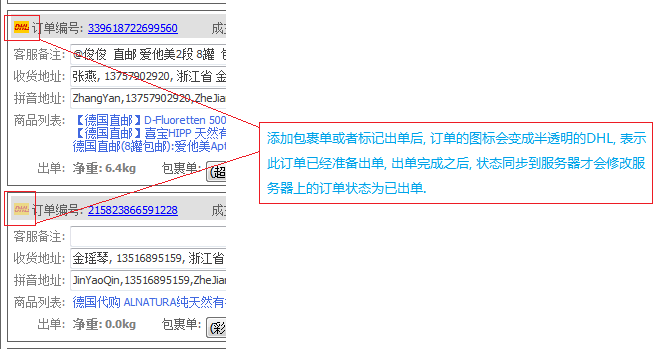 DHL 订单编号: 339618722699560 成
客服备注: @俊俊 直邮 爱他美2段 8罐 包
收货地址: 张燕, 13757902920, 浙江省 金
拼音地址: ZhangYan,13757902920,ZheJian
商品列表: 【德国直邮】D-Fluoretten 500
【德国直邮】喜宝HIPP 天然有
德国直邮(8罐包邮):爱他美Apt
出单: 净重: 6.4kg 包裹单: (超
添加包裹单或者标记出单后, 订单的图标会变成半透明的DHL, 表示
此订单已经准备出单, 出单完成之后, 状态同步到服务器才会修改服
务器上的订单状态为已出单.
DHL 订单编号: 215823866591228 成
客服备注:
收货地址: 金瑶琴, 13516895159, 浙江省
拼音地址: JinYaoQin,13516895159,ZheJian
商品列表: 德国代购 ALNATURA纯天然有
出单: 净重: 0.0kg 包裹单: (彩